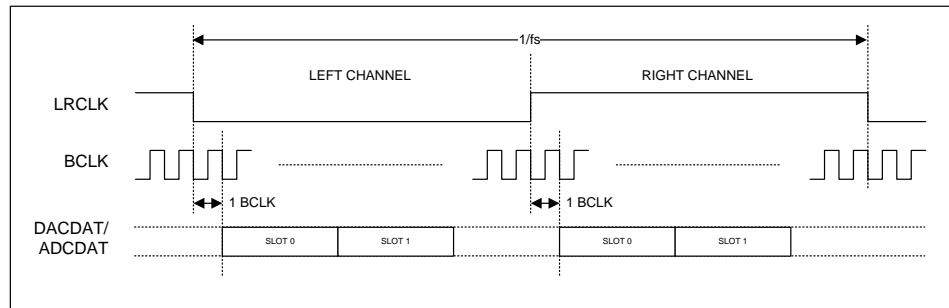 1/fs
LEFT CHANNEL
RIGHT CHANNEL
LRCLK
BCLK
1 BCLK
1 BCLK
DACDAT/
ADCDAT
SLOT 0
SLOT 1
SLOT 0
SLOT 1